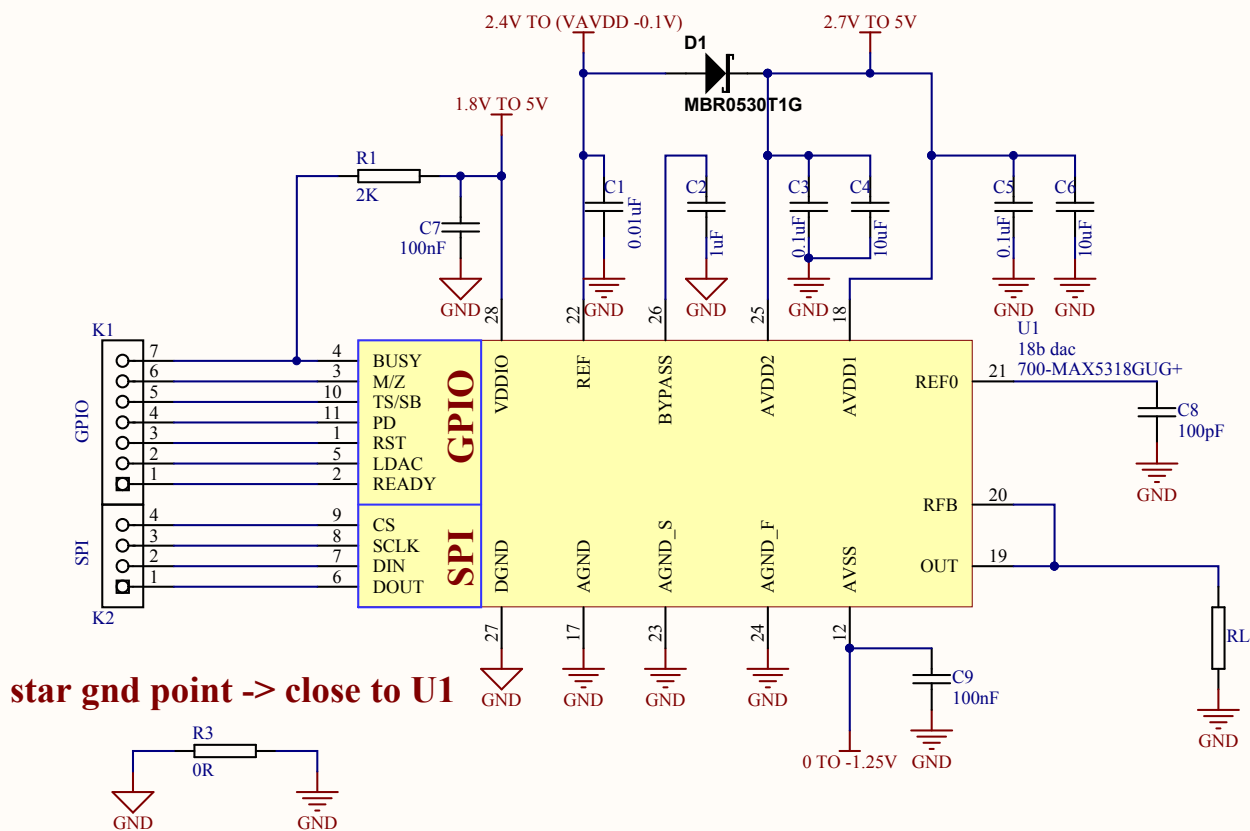 2.4V TO (VAVDD -0.1V)
2.7V TO 5V
D1
MBR0530T1G
1.8V TO 5V
R1
2K
C7
100nF
GND
C1
0.01uF
GND
C2
1uF
GND
C3
0.1uF
GND
C4
10uF
C5
0.1uF
GND
C6
10uF
GND
28
22
26
25
18
U1
18b dac
700-MAX5318GUG+
K1
GPIO
7
6
5
4
3
2
1
4
3
10
11
1
5
2
BUSY
M/Z
TS/SB
PD
RST
LDAC
READY
GPIO
VDDIO
REF
BYPASS
AVDD2
AVDD1
REF0
21
C8
100pF
GND
RFB
20
OUT
19
SPI
4
3
2
1
K2
9
8
7
6
CS
SCLK
DIN
DOUT
SPI
DGND
AGND
AGND_S
AGND_F
AVSS
27
17
23
24
12
GND
GND
GND
GND
C9
100nF
GND
0 TO -1.25V
RL
GND
star gnd point -> close to U1
R3
0R
GND
GND